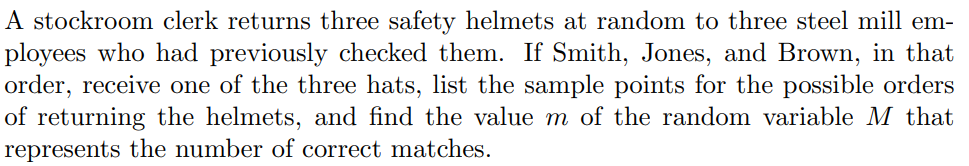 A stockroom clerk returns three safety helmets at random to three steel mill em-
ployees who had previously checked them. If Smith, Jones, and Brown, in that
order, receive one of the three hats, list the sample points for the possible orders
of returning the helmets, and find the value m of the random variable M that
represents the number of correct matches.